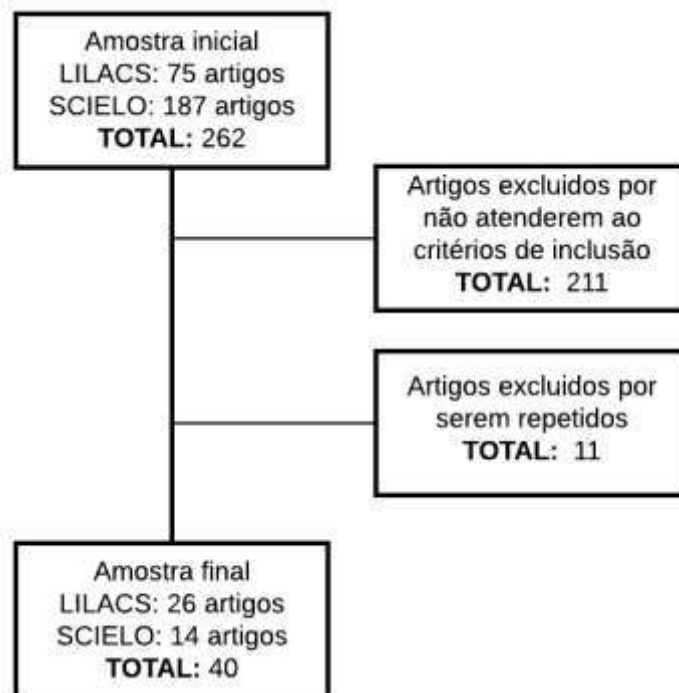 Amostra inicial
LILACS: 75 artigos
SCIELO: 187 artigos
TOTAL: 262
Artigos excluidos por
não atenderem ao
critérios de inclusão
TOTAL: 211
Artigos excluidos por
serem repetidos
TOTAL: 11
Amostra final
LILACS: 26 artigos
SCIELO: 14 artigos
TOTAL: 40